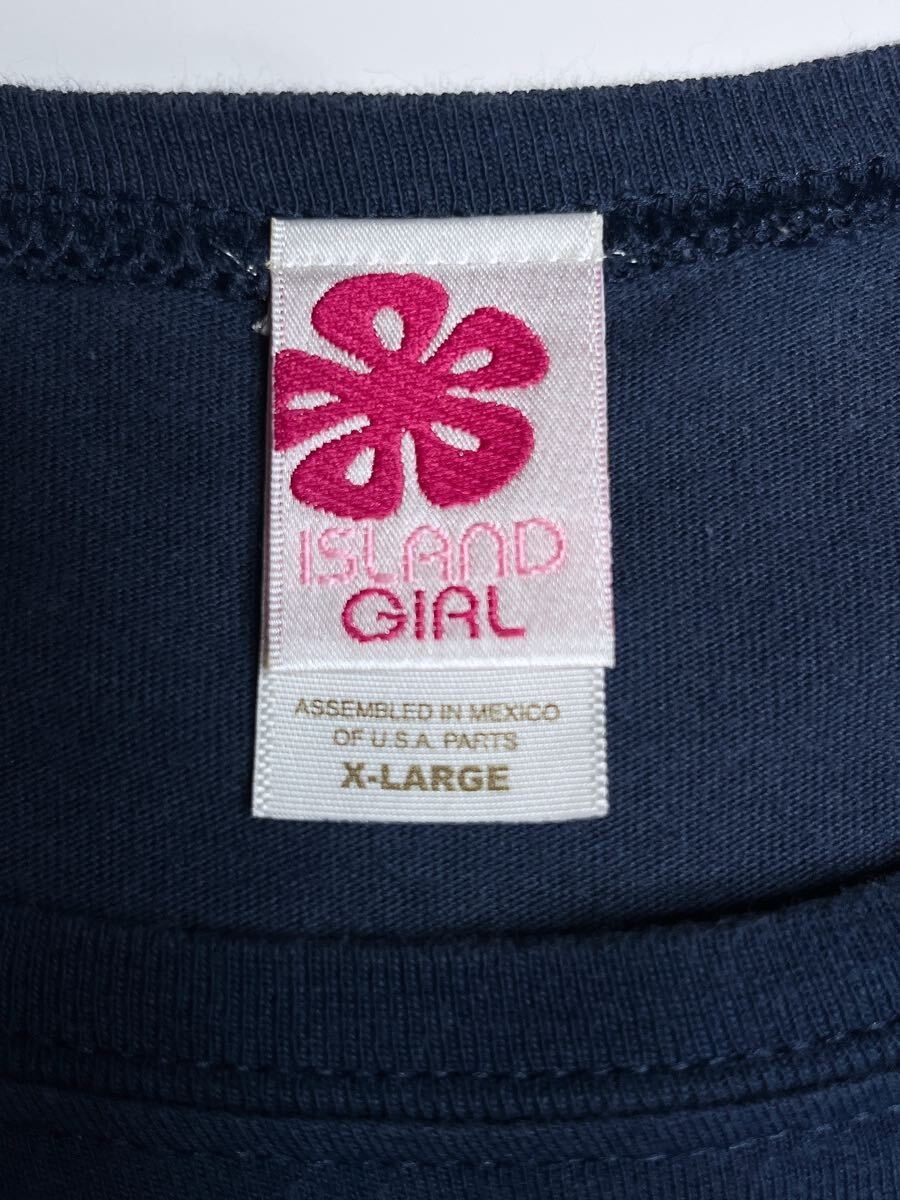 ISLAND
GIRL
ASSEMBLED IN MEXICO
OF U.S.A. PARTS
X-LARGE